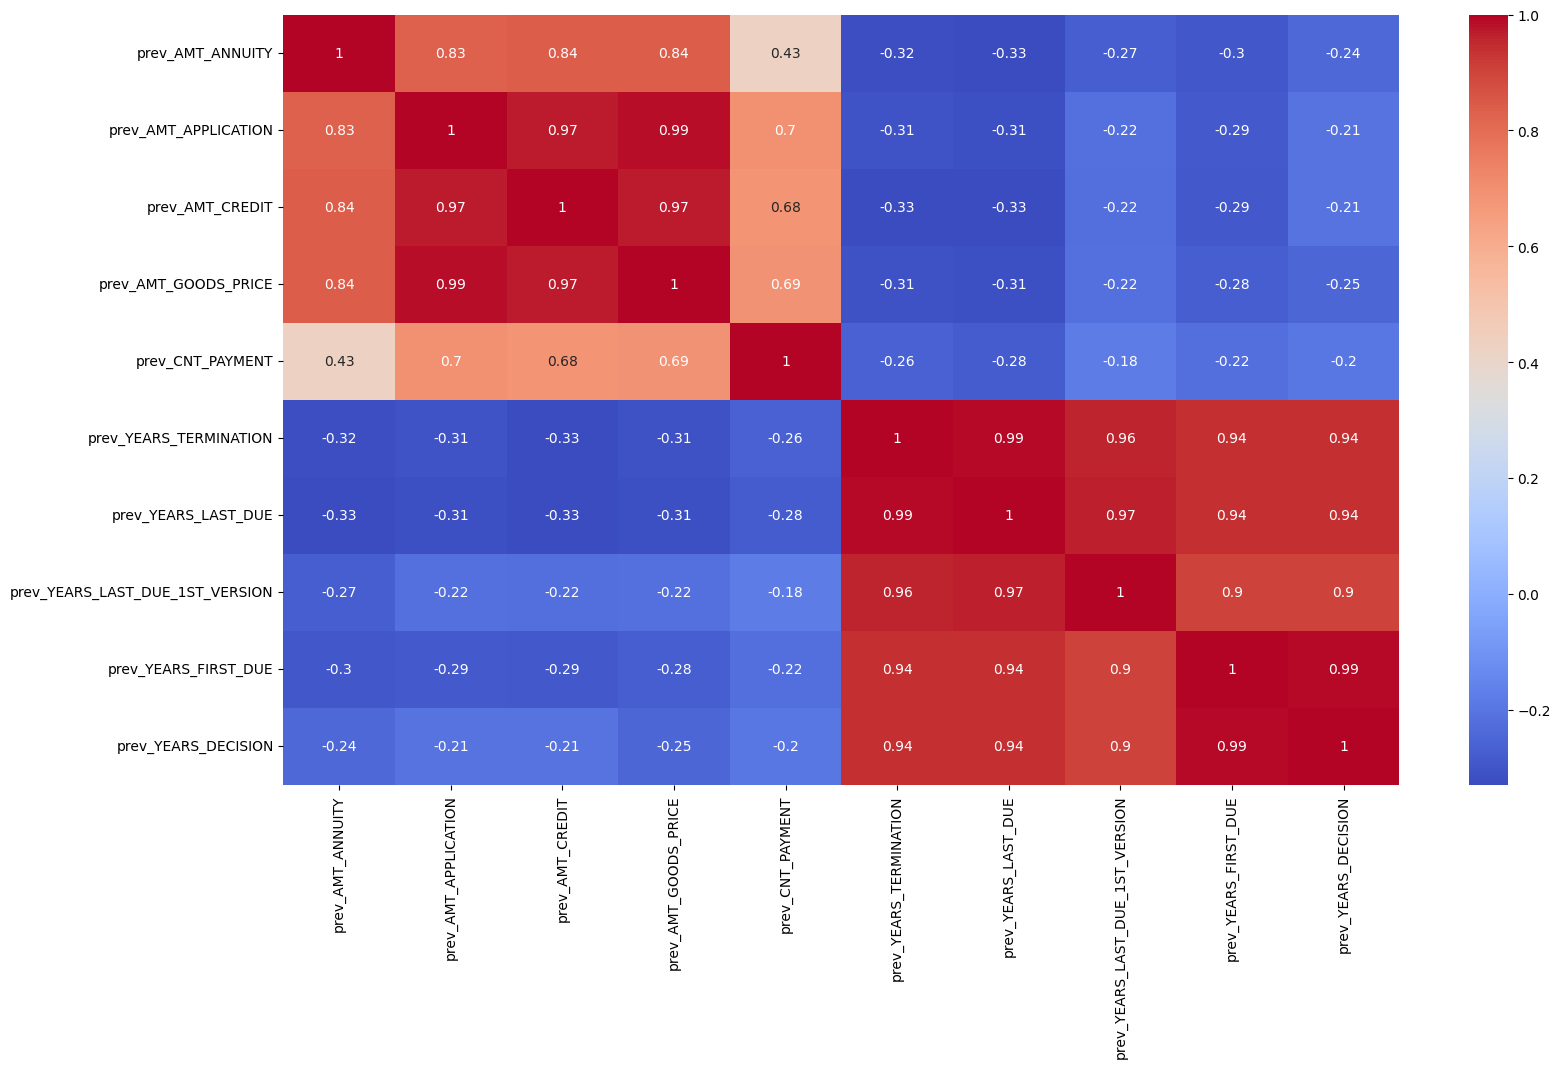 prev_AMT_ANNUITY 1 0.83 0.84 0.84 0.43 -0.32 -0.33 -0.27 -0.3 -0.24
prev_AMT_APPLICATION 0.83 1 0.97 0.99 0.7 -0.31 -0.31 -0.22 -0.29 -0.21
prev_AMT_CREDIT 0.84 0.97 1 0.97 0.68 -0.33 -0.33 -0.22 -0.29 -0.21
prev_AMT_GOODS_PRICE 0.84 0.99 0.97 1 0.69 -0.31 -0.31 -0.22 -0.28 -0.25
prev_CNT_PAYMENT 0.43 0.7 0.68 0.69 1 -0.26 -0.28 -0.18 -0.22 -0.2
prev_YEARS_TERMINATION -0.32 -0.31 -0.33 -0.31 -0.26 1 0.99 0.96 0.94 0.94
prev_YEARS_LAST_DUE -0.33 -0.31 -0.33 -0.31 -0.28 0.99 1 0.97 0.94 0.94
prev_YEARS_LAST_DUE_1ST_VERSION -0.27 -0.22 -0.22 -0.22 -0.18 0.96 0.97 1 0.9 0.9
prev_YEARS_FIRST_DUE -0.3 -0.29 -0.29 -0.28 -0.22 0.94 0.94 0.9 1 0.99
prev_YEARS_DECISION -0.24 -0.21 -0.21 -0.25 -0.2 0.94 0.94 0.9 0.99 1
prev_AMT_ANNUITY
prev_AMT_APPLICATION
prev_AMT_CREDIT
prev_AMT_GOODS_PRICE
prev_CNT_PAYMENT
prev_YEARS_TERMINATION
prev_YEARS_LAST_DUE
prev_YEARS_LAST_DUE_1ST_VERSION
prev_YEARS_FIRST_DUE
prev_YEARS_DECISION
1.0
0.8
0.6
0.4
0.2
0.0
−0.2